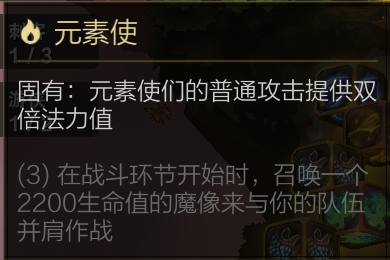 元素使
1 / 3
固有：元素使们的普通攻击提供双
倍法力值
(3) 在战斗环节开始时，召唤一个
2200生命值的魔像来与你的队伍
并肩作战